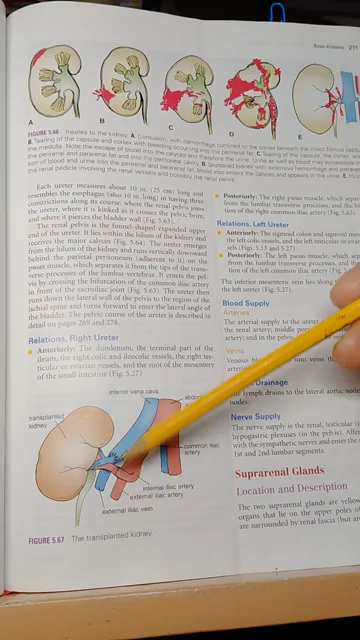 Basic Anatomy 271
A
B
C
D
E
FIGURE 5.66 Injuries to the kidney. A. Contusion, with hemorrhage confined to the cortex beneath the intact fibrous capsule.
B. Tearing of the capsule and cortex with bleeding occurring into the perirenal fat. C. Tearing of the capsule, the cortex, and
the medulla. Note the escape of blood into the calyces and therefore the urine. Urine as well as blood may extravasate into
the perirenal and pararenal fat and into the peritoneal cavity. D. Shattered kidney with extensive hemorrhage and extravasa-
tion of blood and urine into the perirenal and pararenal fat; blood also enters the calyces and appears in the urine. E. Injury
the renal pedicle involving the renal vessels and possibly the renal pelvis.
Each ureter measures about 10 in. (25 cm) long and
resembles the esophagus (also 10 in. long) in having three
constrictions along its course: where the renal pelvis joins
the ureter, where it is kinked as it crosses the pelvic brim,
and where it pierces the bladder wall (Fig. 5.63).
The renal pelvis is the funnel-shaped expanded upper
end of the ureter. It lies within the hilum of the kidney and
receives the major calyces (Fig. 5.64). The ureter emerges
from the hilum of the kidney and runs vertically downward
behind the parietal peritoneum (adherent to it) on the
psoas muscle, which separates it from the tips of the trans-
verse processes of the lumbar vertebrae. It enters the pel-
vis by crossing the bifurcation of the common iliac artery
in front of the sacroiliac joint (Fig. 5.63). The ureter then
runs down the lateral wall of the pelvis to the region of the
ischial spine and turns forward to enter the lateral angle of
the bladder. The pelvic course of the ureter is described in
detail on pages 269 and 278.
Relations, Right Ureter
Anteriorly: The duodenum, the terminal part of the
ileum, the right colic and ileocolic vessels, the right tes-
ticular or ovarian vessels, and the root of the mesentery
of the small intestine (Fig. 5.27)
inferior vena cava
transplanted
kidney
common iliac
artery
internal iliac artery
external iliac artery
external iliac vein
FIGURE 5.67 The transplanted kidney.
Posteriorly: The right psoas muscle, which separates
from the lumbar transverse processes, and the
tion of the right common iliac artery (Fig. 5.63)
Relations, Left Ureter
Anteriorly: The sigmoid colon and sigmoid
the left colic vessels, and the left testicular or
(Figs. 5.13 and 5.27)
Posteriorly: The left psoas muscle, which
from the lumbar transverse processes, and
tion of the left common iliac artery
The inferior mesenteric vein lies along
the left ureter (Fig. 5.27).
Blood Supply
Arteries
The arterial supply to the ureter
the renal artery; middle
and in the pelvis,
Veins
Venous blood
Drainage
lymph drains to the lateral aortic
nodes.
Nerve Supply
The nerve supply is the renal, testicular
hypogastric plexuses (in the pelvis).
with the sympathetic nerves and enter the
1st and 2nd lumbar segments.
Suprarenal Glands
Location and Description
The two suprarenal glands are yellow
organs that lie on the upper poles of
are surrounded by renal fascia (but